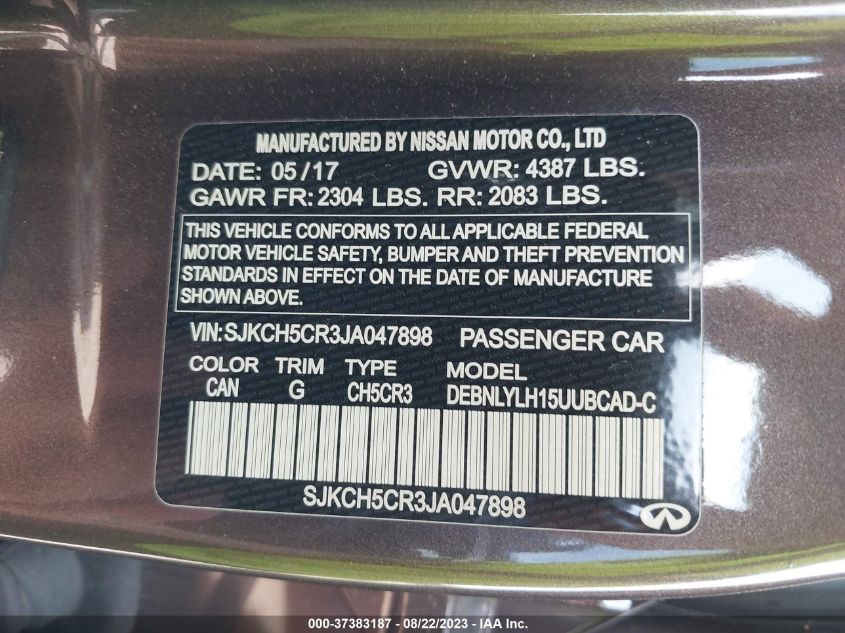 MANUFACTURED BY NISSAN MOTOR CO., LTD
DATE: 05/17 GVWR: 4387 LBS.
GAWR FR: 2304 LBS. RR: 2083 LBS.
THIS VEHICLE CONFORMS TO ALL APPLICABLE FEDERAL
MOTOR VEHICLE SAFETY, BUMPER AND THEFT PREVENTION
STANDARDS IN EFFECT ON THE DATE OF MANUFACTURE
SHOWN ABOVE.
VIN:SJKCH5CR3JA047898 PASSENGER CAR
COLOR TRIM TYPE MODEL
CAN G CH5CR3 DEBNLYLH15UUBCAD-C
SJKCH5CR3JA047898
000-37383187 - 08/22/2023 - IAA Inc.